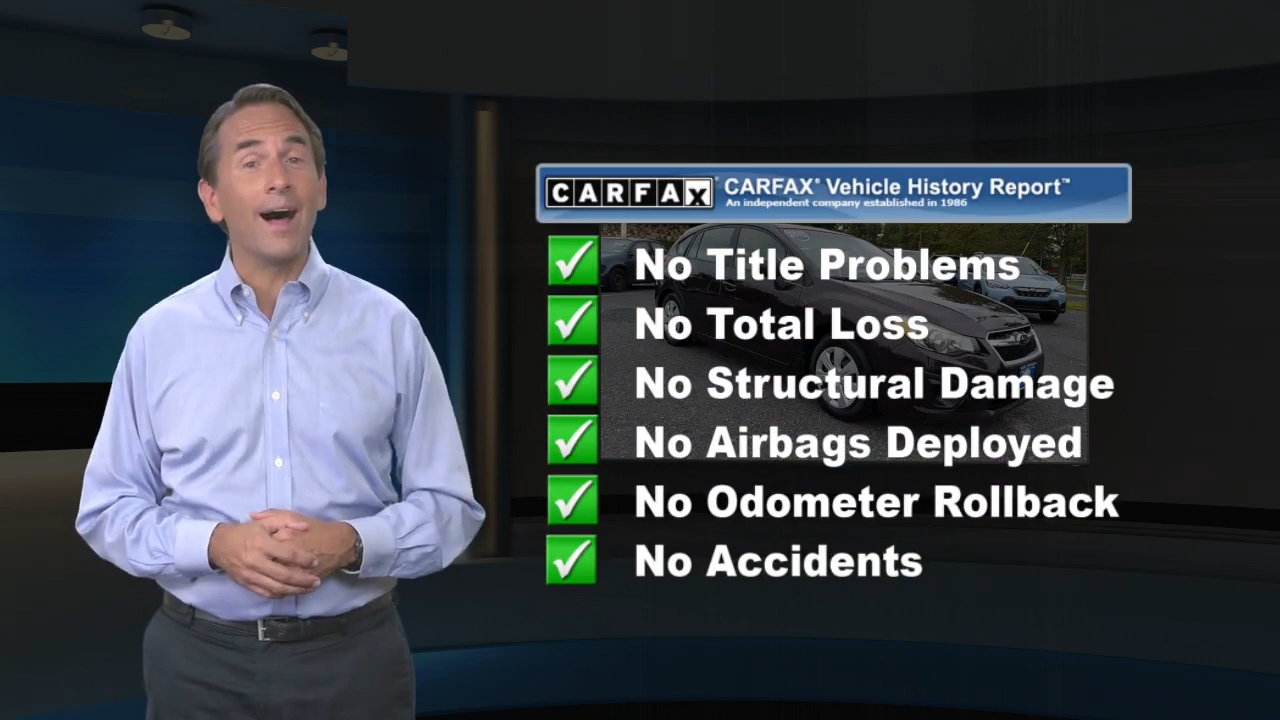 CARFAX
CARFAX® Vehicle History Report™
An independent company established in 1986
No Title Problems
No Total Loss
No Structural Damage
No Airbags Deployed
No Odometer Rollback
No Accidents